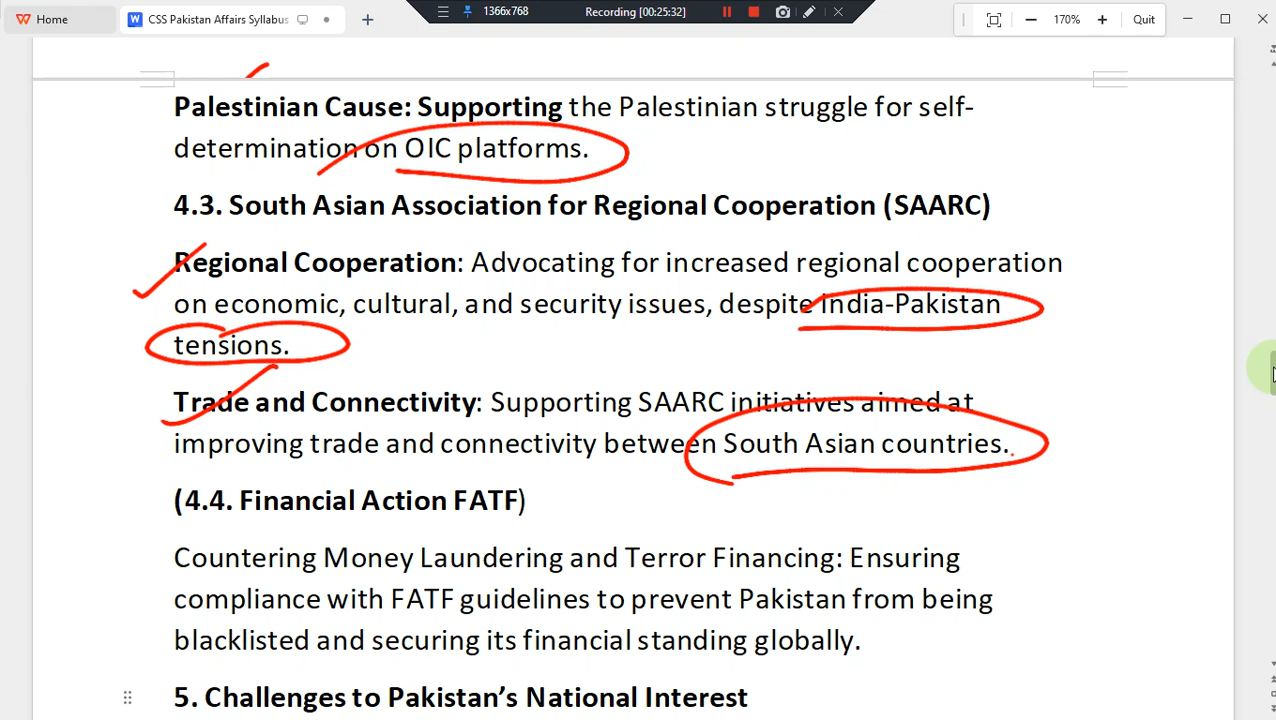 Home
CSS Pakistan Affairs Syllabus
1366x768
Recording [00:25:32]
170%
Quit
Palestinian Cause: Supporting the Palestinian struggle for self-
determination on OIC platforms.
4.3. South Asian Association for Regional Cooperation (SAARC)
Regional Cooperation: Advocating for increased regional cooperation
on economic, cultural, and security issues, despite India-Pakistan
tensions.
Trade and Connectivity: Supporting SAARC initiatives aimed at
improving trade and connectivity between South Asian countries.
(4.4. Financial Action FATF)
Countering Money Laundering and Terror Financing: Ensuring
compliance with FATF guidelines to prevent Pakistan from being
blacklisted and securing its financial standing globally.
5. Challenges to Pakistan’s National Interest